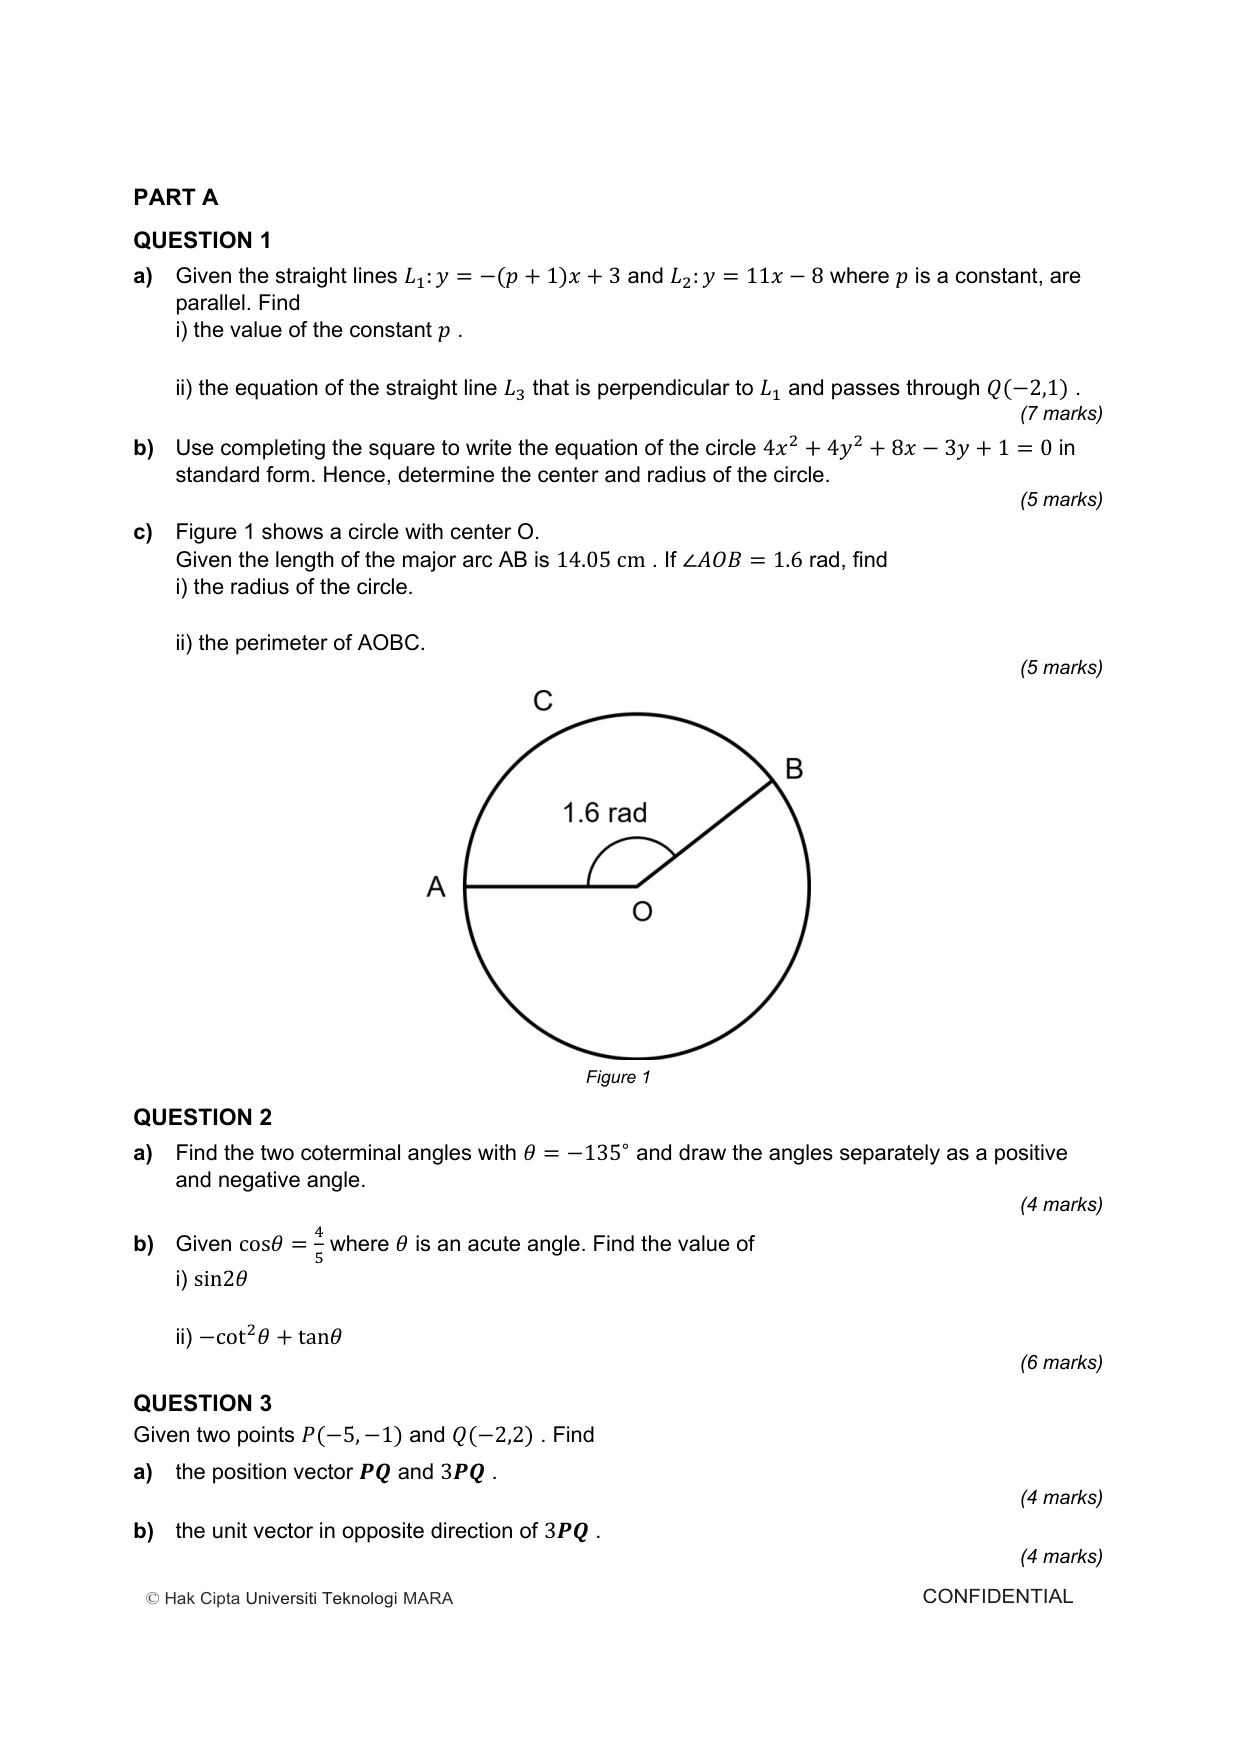 PART A
QUESTION 1
a) Given the straight lines L₁: y = −(p + 1)x + 3 and L₂: y = 11x − 8 where p is a constant, are
parallel. Find
i) the value of the constant p .
ii) the equation of the straight line L₃ that is perpendicular to L₁ and passes through Q(−2,1) .
(7 marks)
b) Use completing the square to write the equation of the circle 4x² + 4y² + 8x − 3y + 1 = 0 in
standard form. Hence, determine the center and radius of the circle.
(5 marks)
c) Figure 1 shows a circle with center O.
Given the length of the major arc AB is 14.05 cm . If ∠AOB = 1.6 rad, find
i) the radius of the circle.
ii) the perimeter of AOBC.
(5 marks)
C
B
1.6 rad
A
O
Figure 1
QUESTION 2
a) Find the two coterminal angles with θ = −135° and draw the angles separately as a positive
and negative angle.
(4 marks)
b) Given cosθ = 4/5 where θ is an acute angle. Find the value of
i) sin2θ
ii) −cot²θ + tanθ
(6 marks)
QUESTION 3
Given two points P(−5, −1) and Q(−2,2) . Find
a) the position vector PQ and 3PQ .
(4 marks)
b) the unit vector in opposite direction of 3PQ .
(4 marks)
© Hak Cipta Universiti Teknologi MARA CONFIDENTIAL